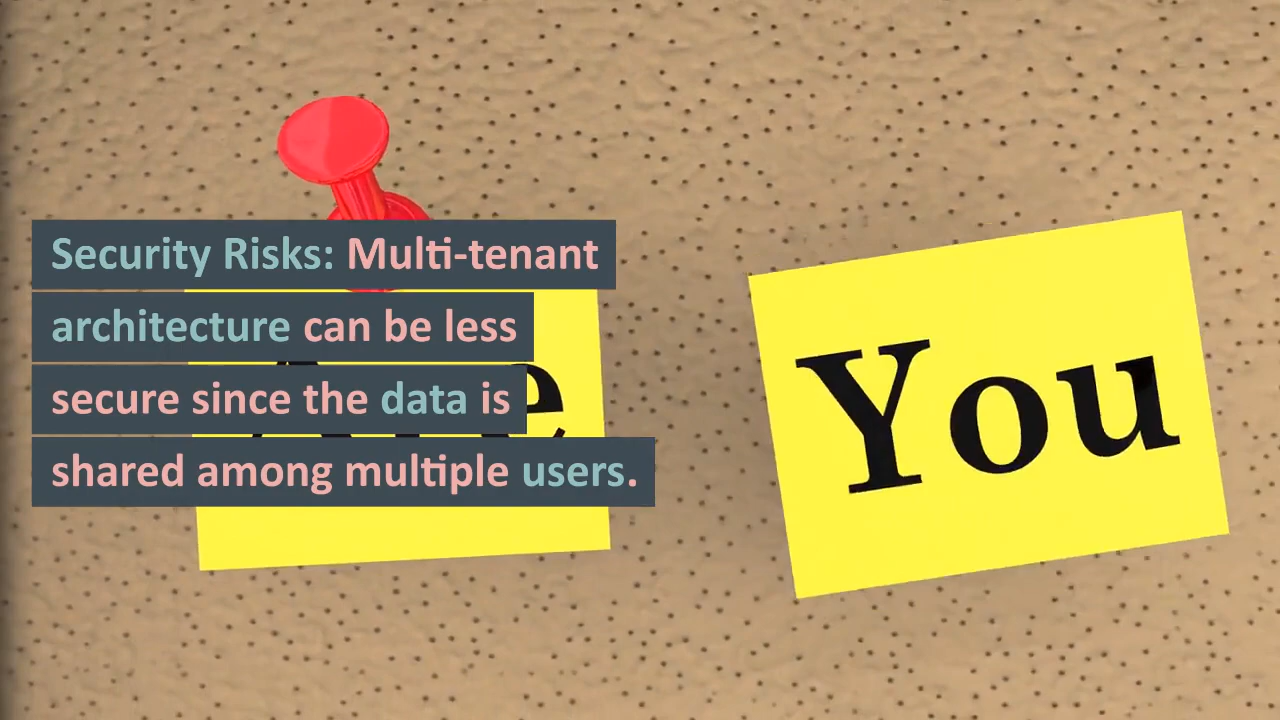 Security Risks: Multi-tenant
architecture can be less
secure since the data is
shared among multiple users.
You